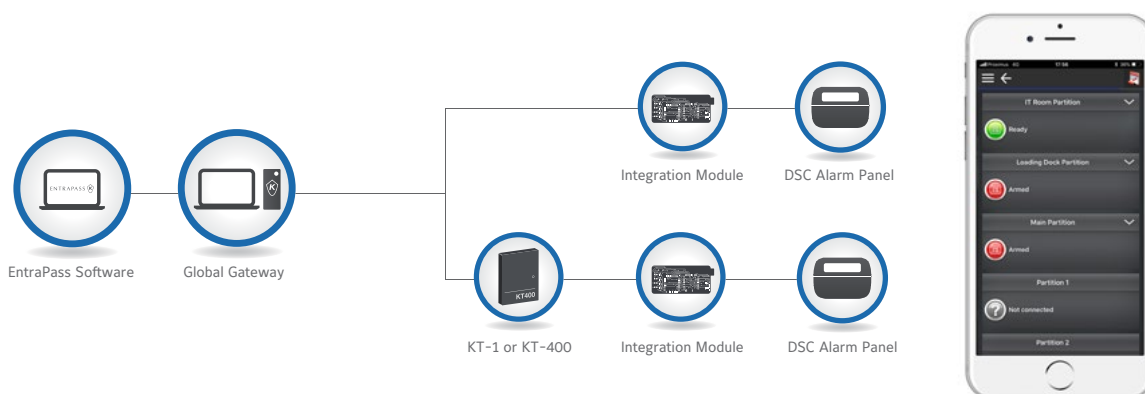 ENTRAPASS
EntraPass Software
Global Gateway
Integration Module
DSC Alarm Panel
KT400
KT-1 or KT-400
Integration Module
DSC Alarm Panel
17:56
IT Room Partition
Ready
Loading Dock Partition
Armed
Main Partition
Armed
Partition 1
? Not connected
Partition 2